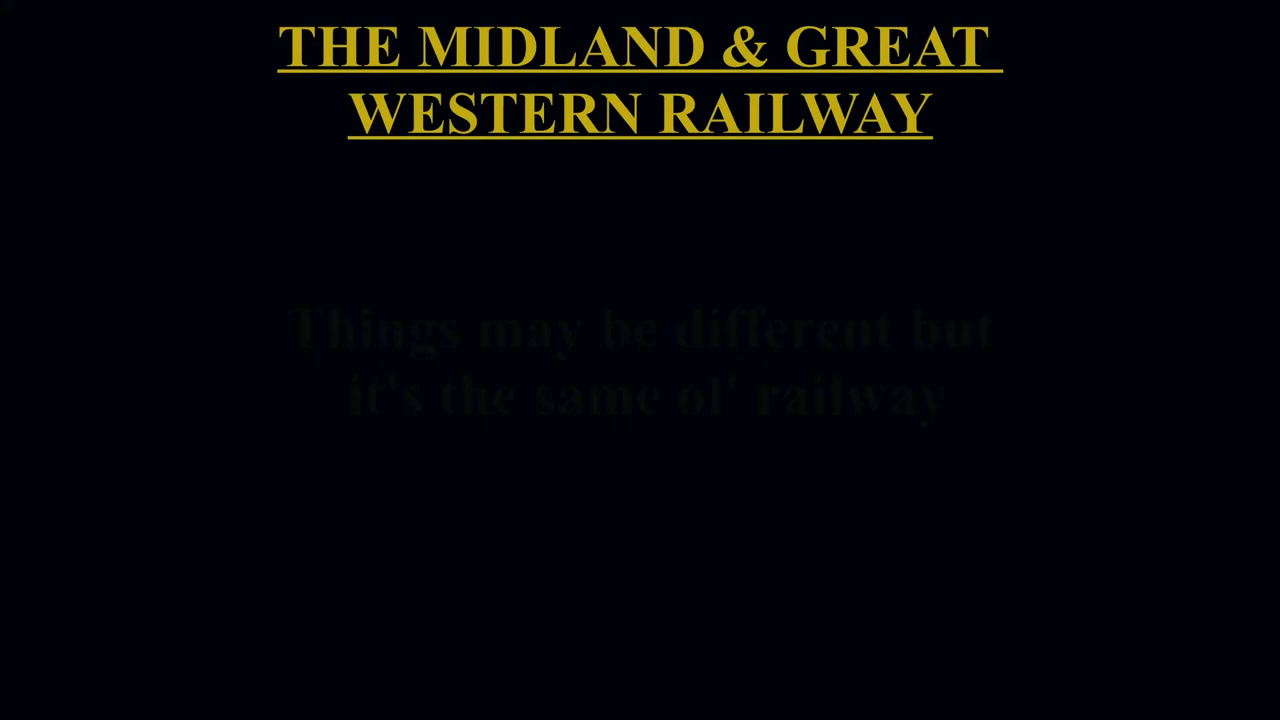 THE MIDLAND & GREAT
WESTERN RAILWAY
Things may be different but
it's the same ol' railway